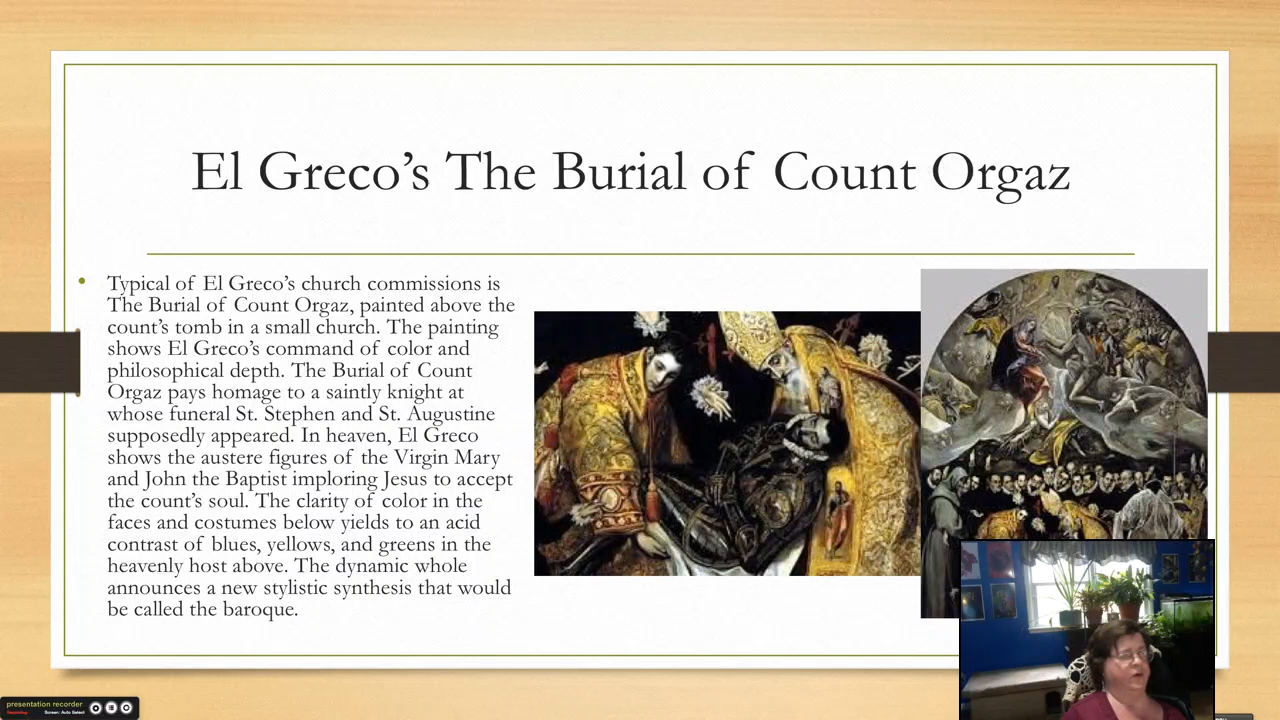 El Greco’s The Burial of Count Orgaz
• Typical of El Greco’s church commissions is
The Burial of Count Orgaz, painted above the
count’s tomb in a small church. The painting
shows El Greco’s command of color and
philosophical depth. The Burial of Count
Orgaz pays homage to a saintly knight at
whose funeral St. Stephen and St. Augustine
supposedly appeared. In heaven, El Greco
shows the austere figures of the Virgin Mary
and John the Baptist imploring Jesus to accept
the count’s soul. The clarity of color in the
faces and costumes below yields to an acid
contrast of blues, yellows, and greens in the
heavenly host above. The dynamic whole
announces a new stylistic synthesis that would
be called the baroque.
presentation recorder
Recording Screen: Auto Select